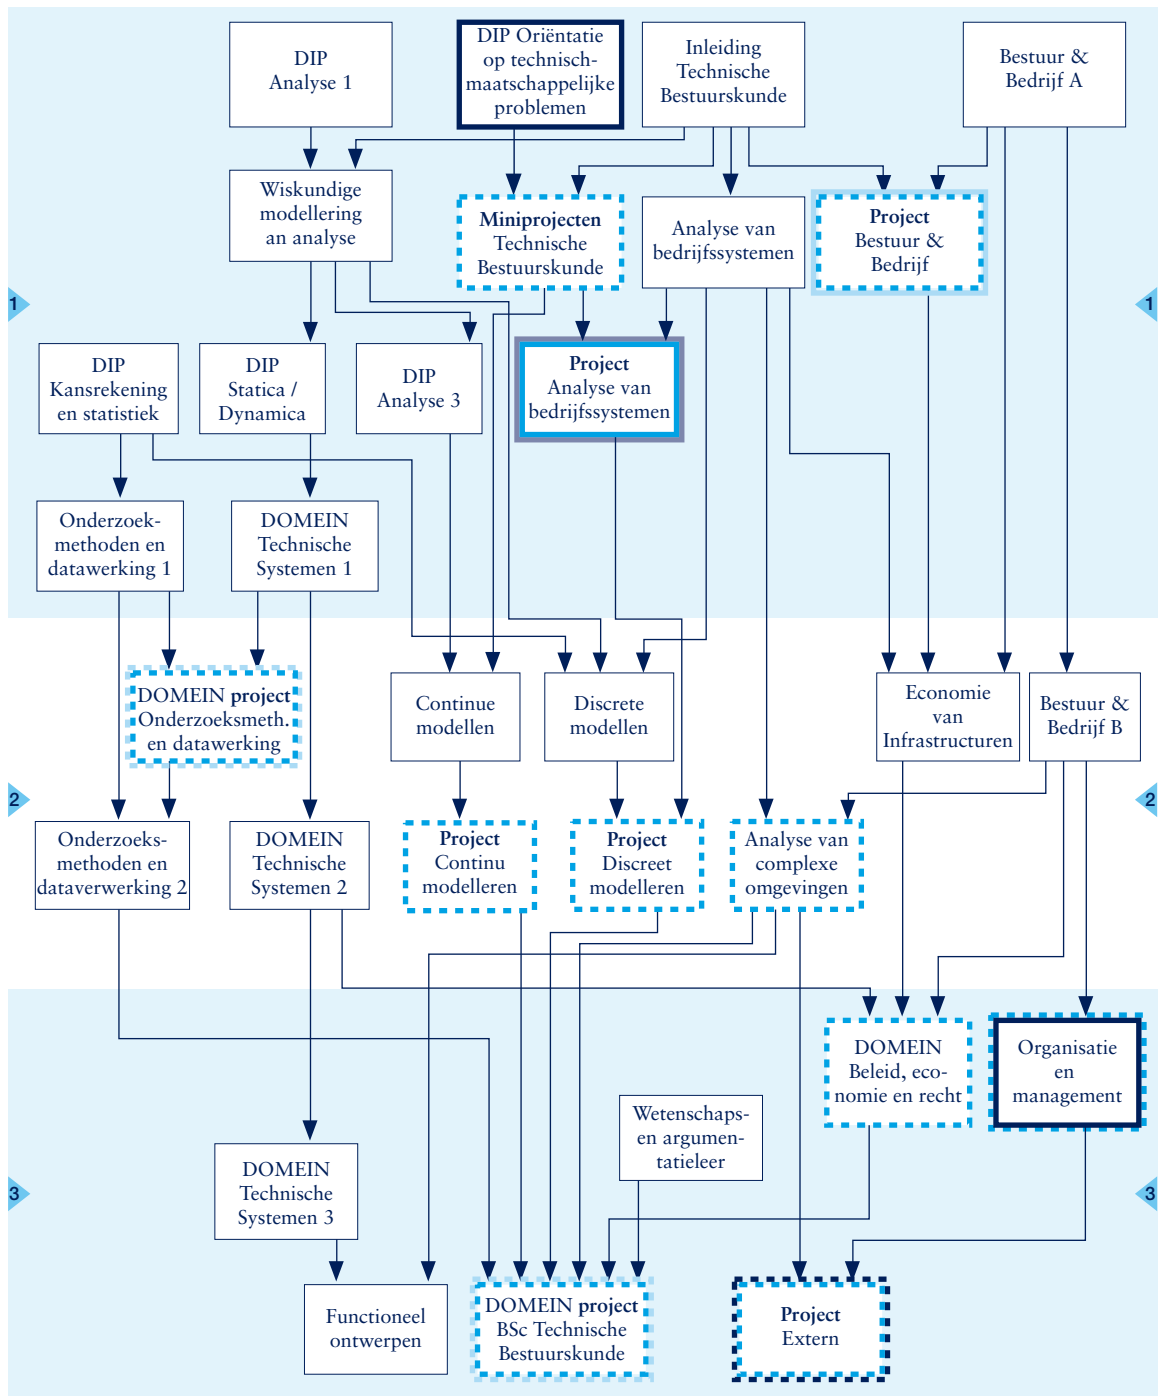 DIP
Analyse 1
DIP Oriëntatie
op technisch-
maatschappelijke
problemen
Inleiding
Technische
Bestuurskunde
Bestuur &
Bedrijf A
Wiskundige
modellering
an analyse
Miniprojecten
Technische
Bestuurskunde
Analyse van
bedrijfssystemen
Project
Bestuur &
Bedrijf
1
1
DIP
Kansrekening
en statistiek
DIP
Statica /
Dynamica
DIP
Analyse 3
Project
Analyse van
bedrijfssystemen
Onderzoek-
methoden en
datawerking 1
DOMEIN
Technische
Systemen 1
DOMEIN project
Onderzoeksmeth.
en datawerking
Continue
modellen
Discrete
modellen
Economie
van
Infrastructuren
Bestuur &
Bedrijf B
2
2
Onderzoeks-
methoden en
dataverwerking 2
DOMEIN
Technische
Systemen 2
Project
Continu
modelleren
Project
Discreet
modelleren
Analyse van
complexe
omgevingen
DOMEIN
Beleid, eco-
nomie en recht
Organisatie
en
management
Wetenschaps-
en argumen-
tatieleer
DOMEIN
Technische
Systemen 3
3
3
Functioneel
ontwerpen
DOMEIN project
BSc Technische
Bestuurskunde
Project
Extern